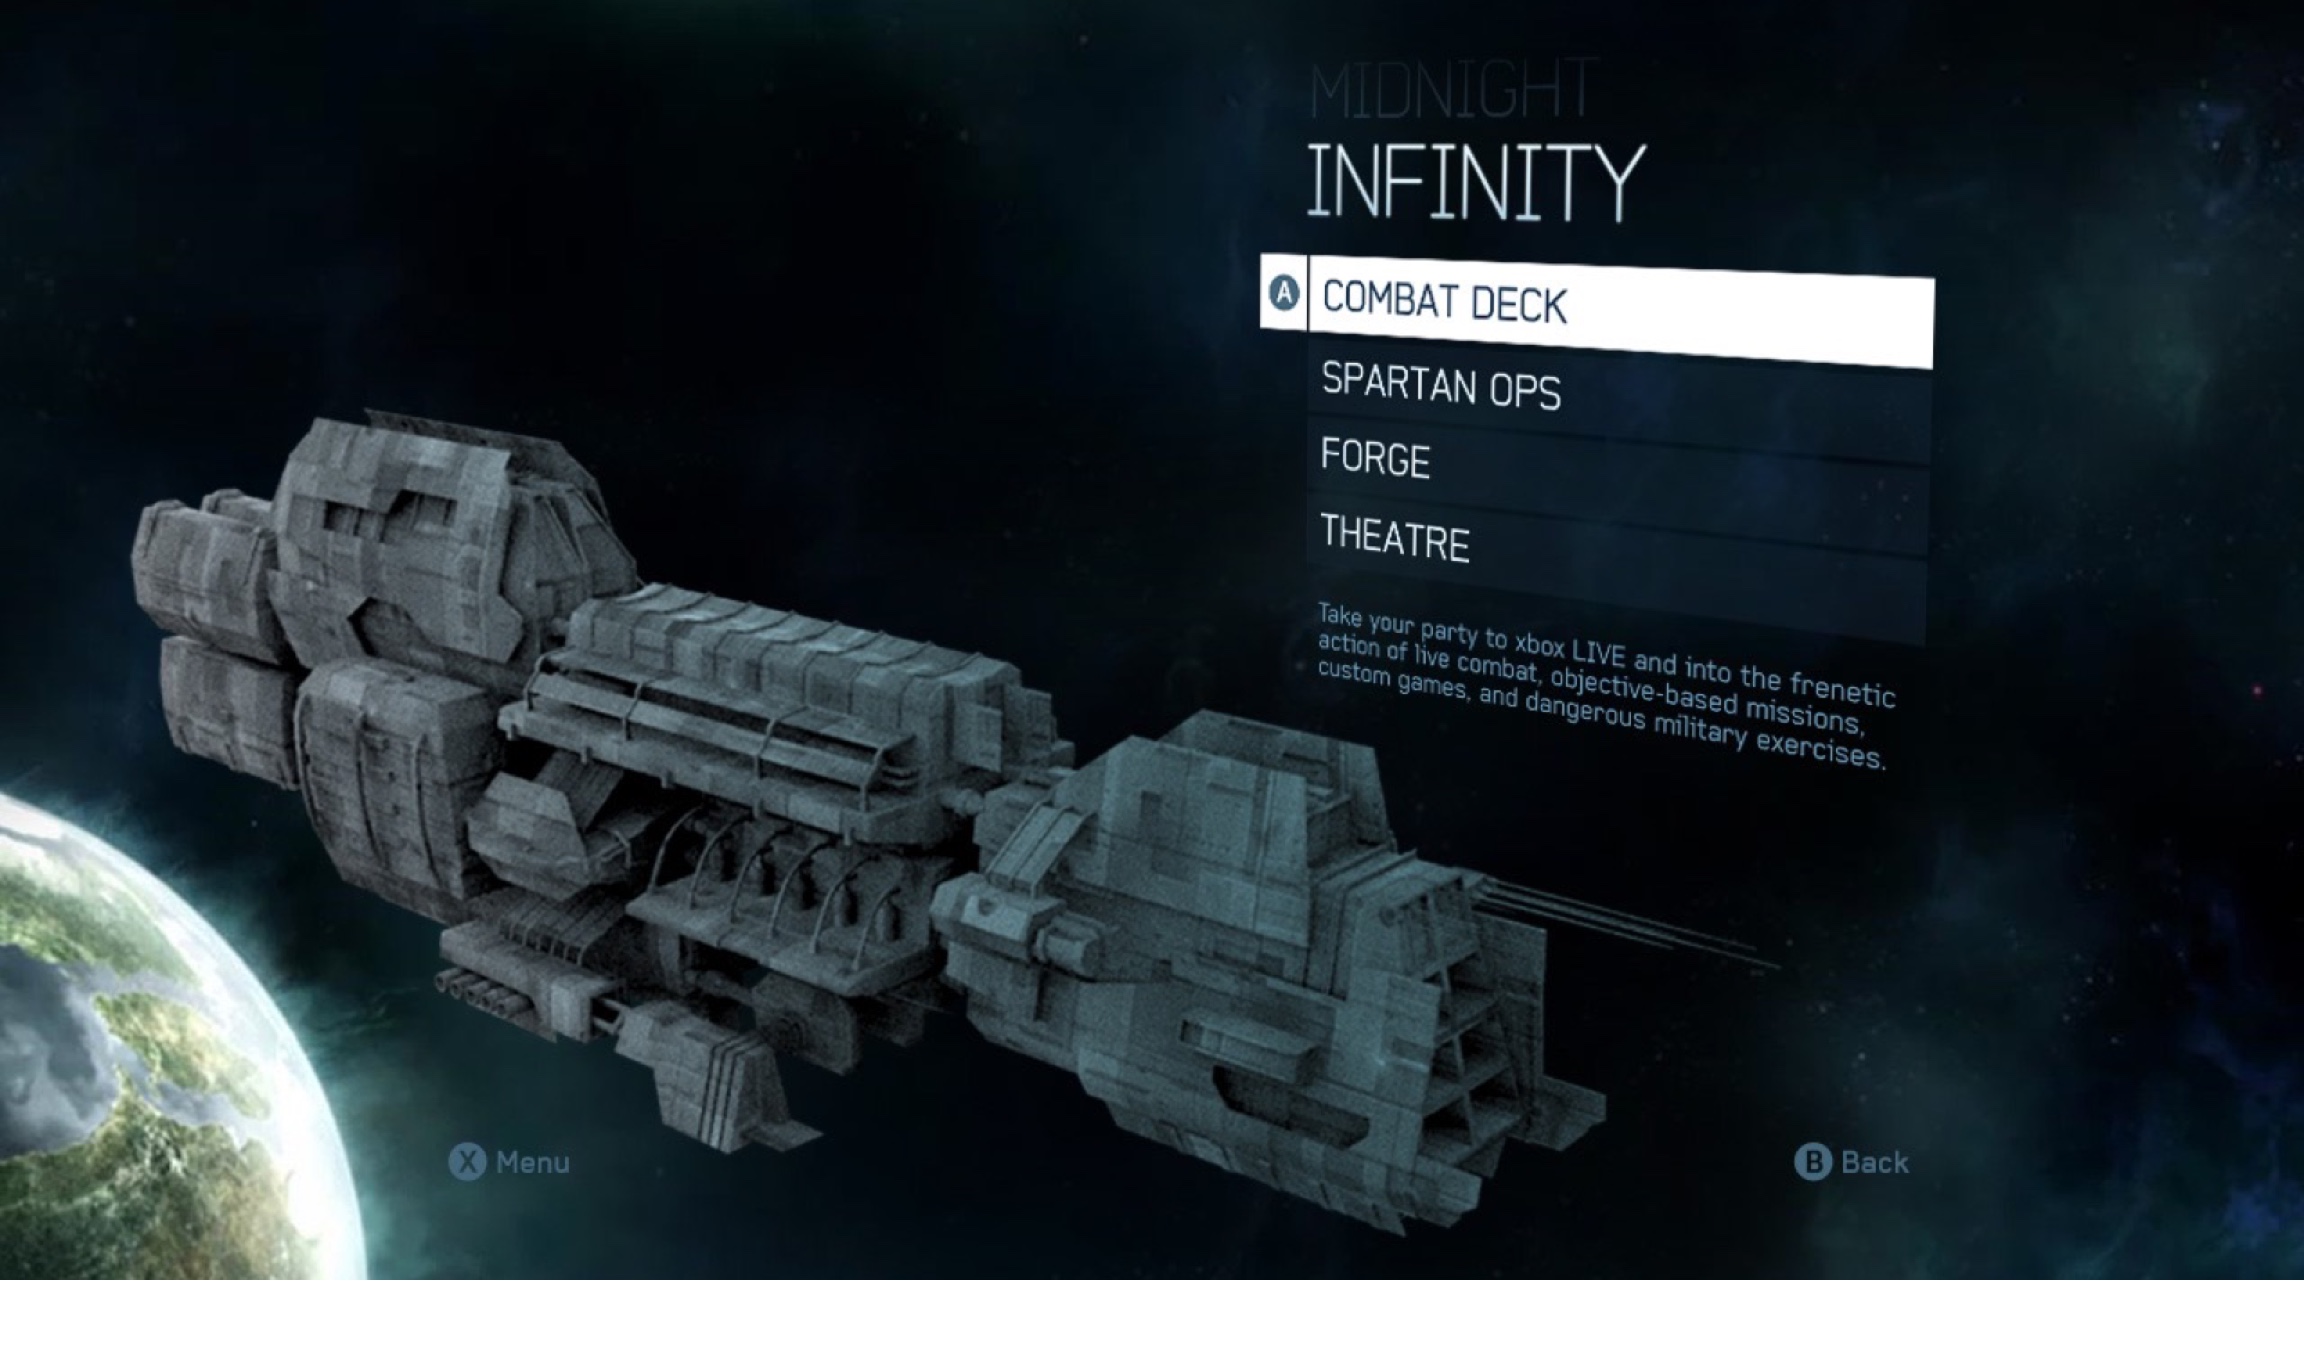 MIDNIGHT
INFINITY
A COMBAT DECK
SPARTAN OPS
FORGE
THEATRE
Take your party to xbox LIVE and into the frenetic
action of live combat, objective-based missions,
custom games, and dangerous military exercises.
X Menu
B Back